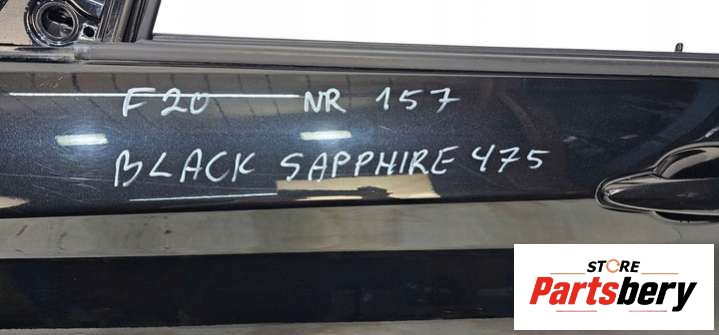 F20 NR 157
BLACK SAPPHIRE 475
STORE
Partsbery